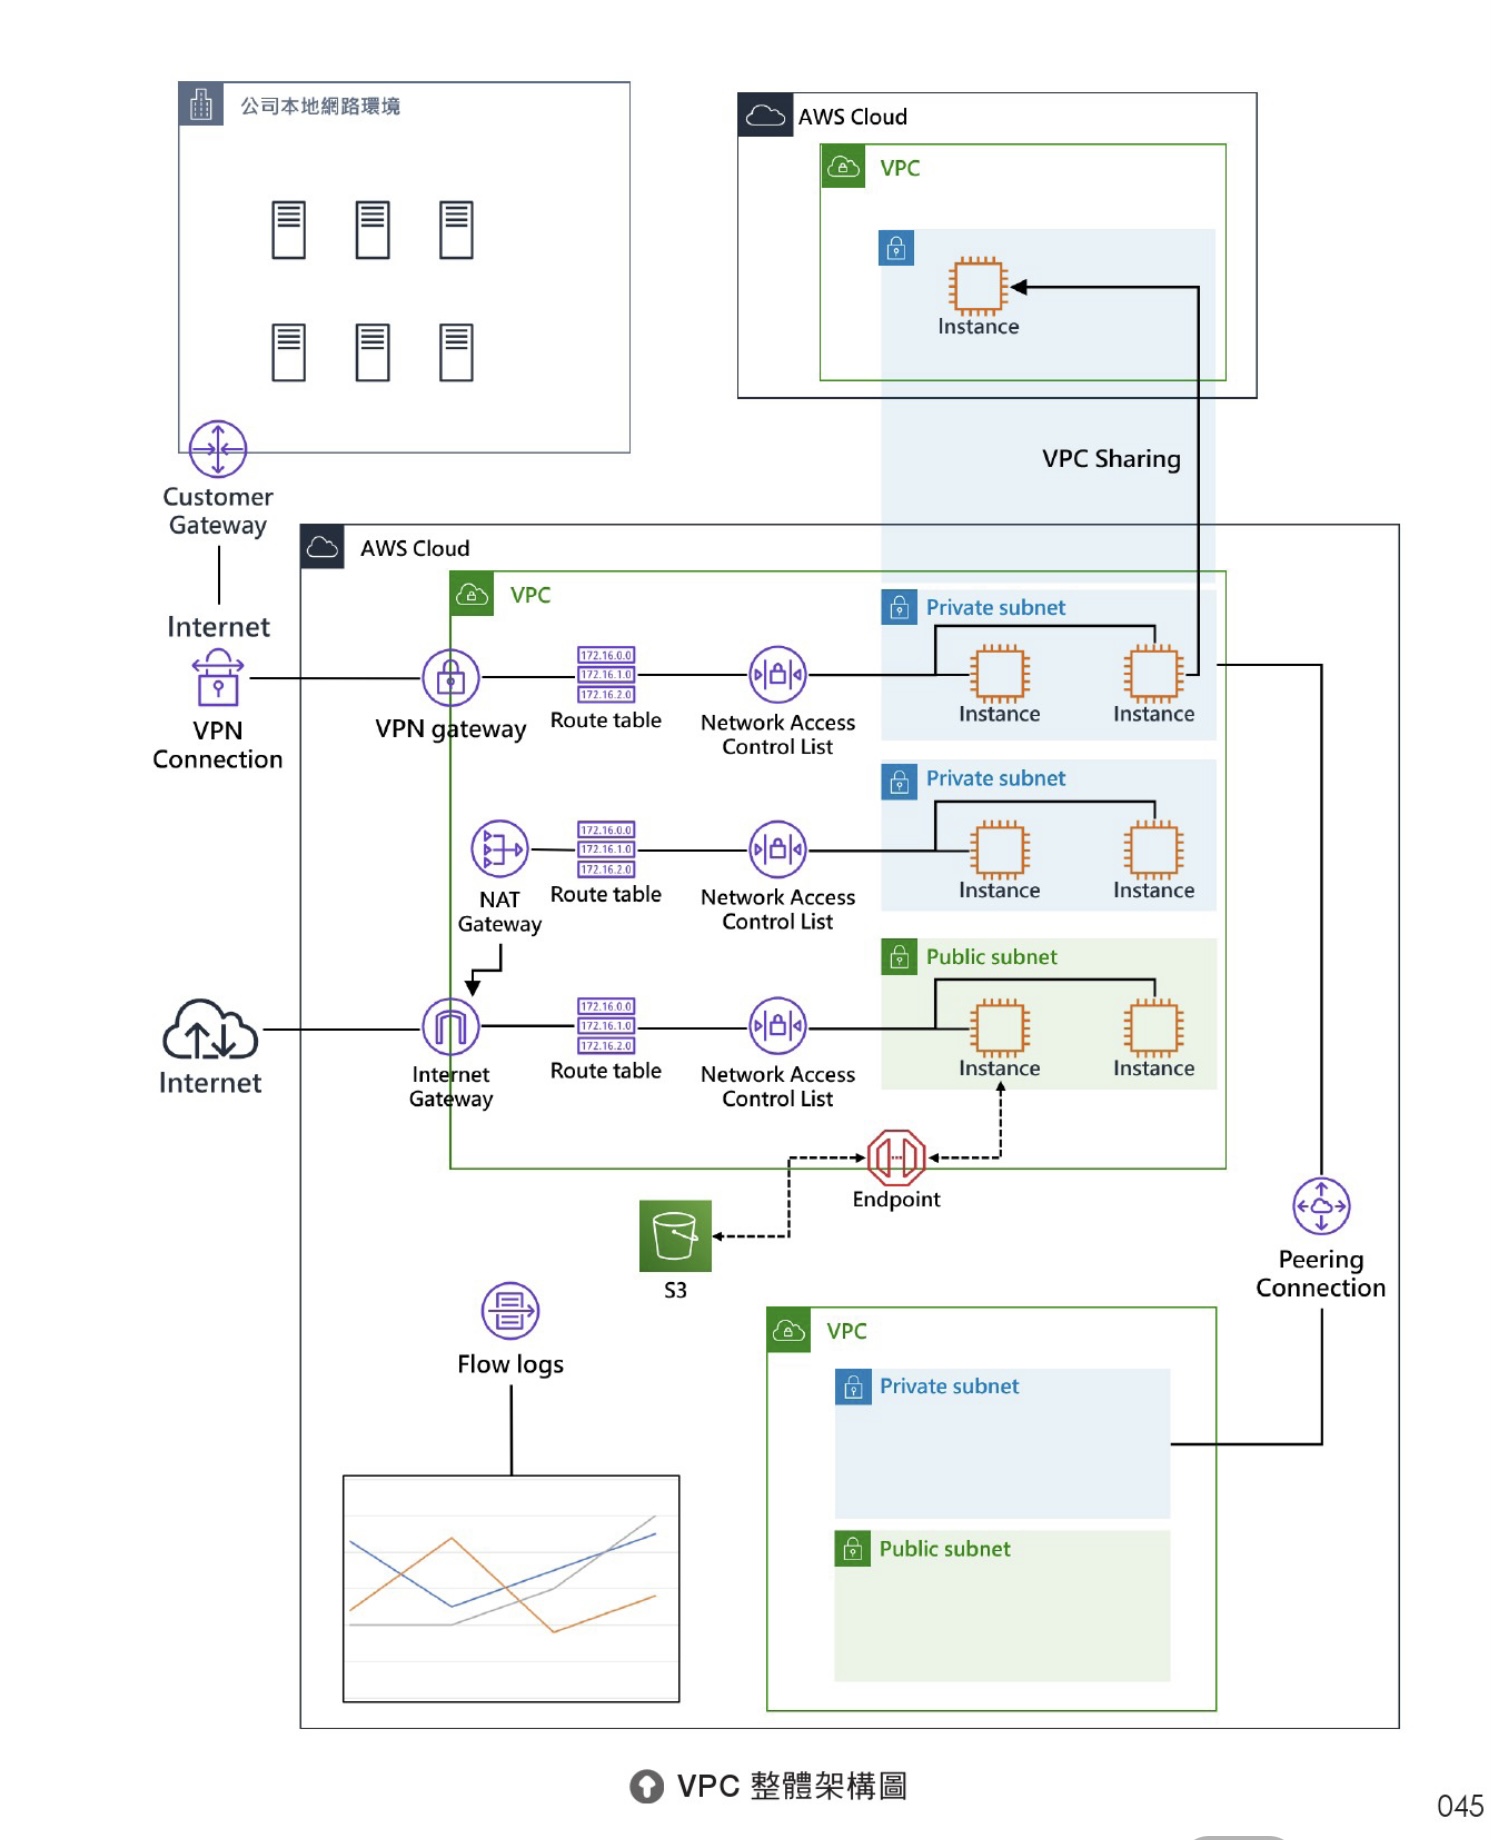 公司本地網路環境
AWS Cloud
VPC
Instance
VPC Sharing
Customer
Gateway
Internet
VPN
Connection
AWS Cloud
VPC
VPN gateway
172.16.0.0
172.16.1.0
172.16.2.0
Route table
Network Access
Control List
Private subnet
Instance
Instance
NAT
Gateway
172.16.0.0
172.16.1.0
172.16.2.0
Route table
Network Access
Control List
Private subnet
Instance
Instance
Internet
Internet
Gateway
172.16.0.0
172.16.1.0
172.16.2.0
Route table
Network Access
Control List
Public subnet
Instance
Instance
Endpoint
S3
Peering
Connection
Flow logs
VPC
Private subnet
Public subnet
VPC 整體架構圖
045